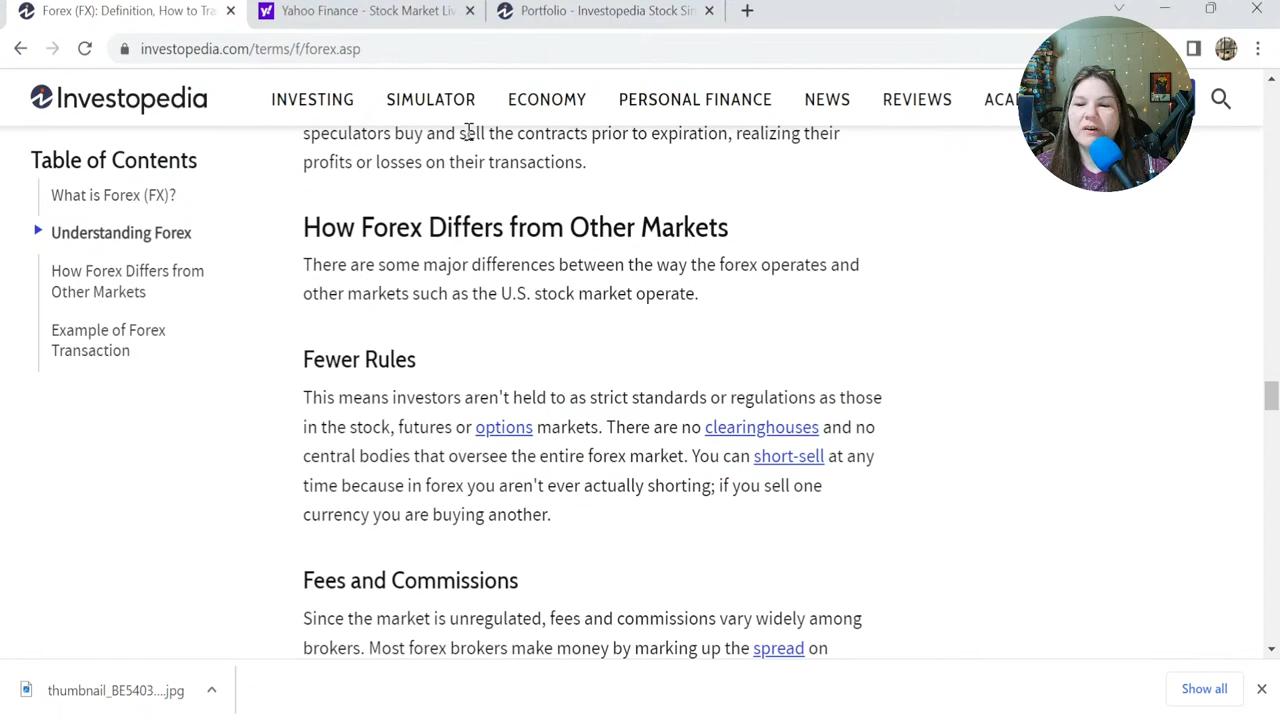 Forex (FX): Definition, How to Tra
Yahoo Finance - Stock Market Liv
Portfolio - Investopedia Stock Sim
investopedia.com/terms/f/forex.asp
Investopedia
INVESTING
SIMULATOR
ECONOMY
PERSONAL FINANCE
NEWS
REVIEWS
ACA
Table of Contents
What is Forex (FX)?
Understanding Forex
How Forex Differs from
Other Markets
Example of Forex
Transaction
speculators buy and sell the contracts prior to expiration, realizing their
profits or losses on their transactions.
How Forex Differs from Other Markets
There are some major differences between the way the forex operates and
other markets such as the U.S. stock market operate.
Fewer Rules
This means investors aren't held to as strict standards or regulations as those
in the stock, futures or options markets. There are no clearinghouses and no
central bodies that oversee the entire forex market. You can short-sell at any
time because in forex you aren't ever actually shorting; if you sell one
currency you are buying another.
Fees and Commissions
Since the market is unregulated, fees and commissions vary widely among
brokers. Most forex brokers make money by marking up the spread on
thumbnail_BE5403....jpg
Show all